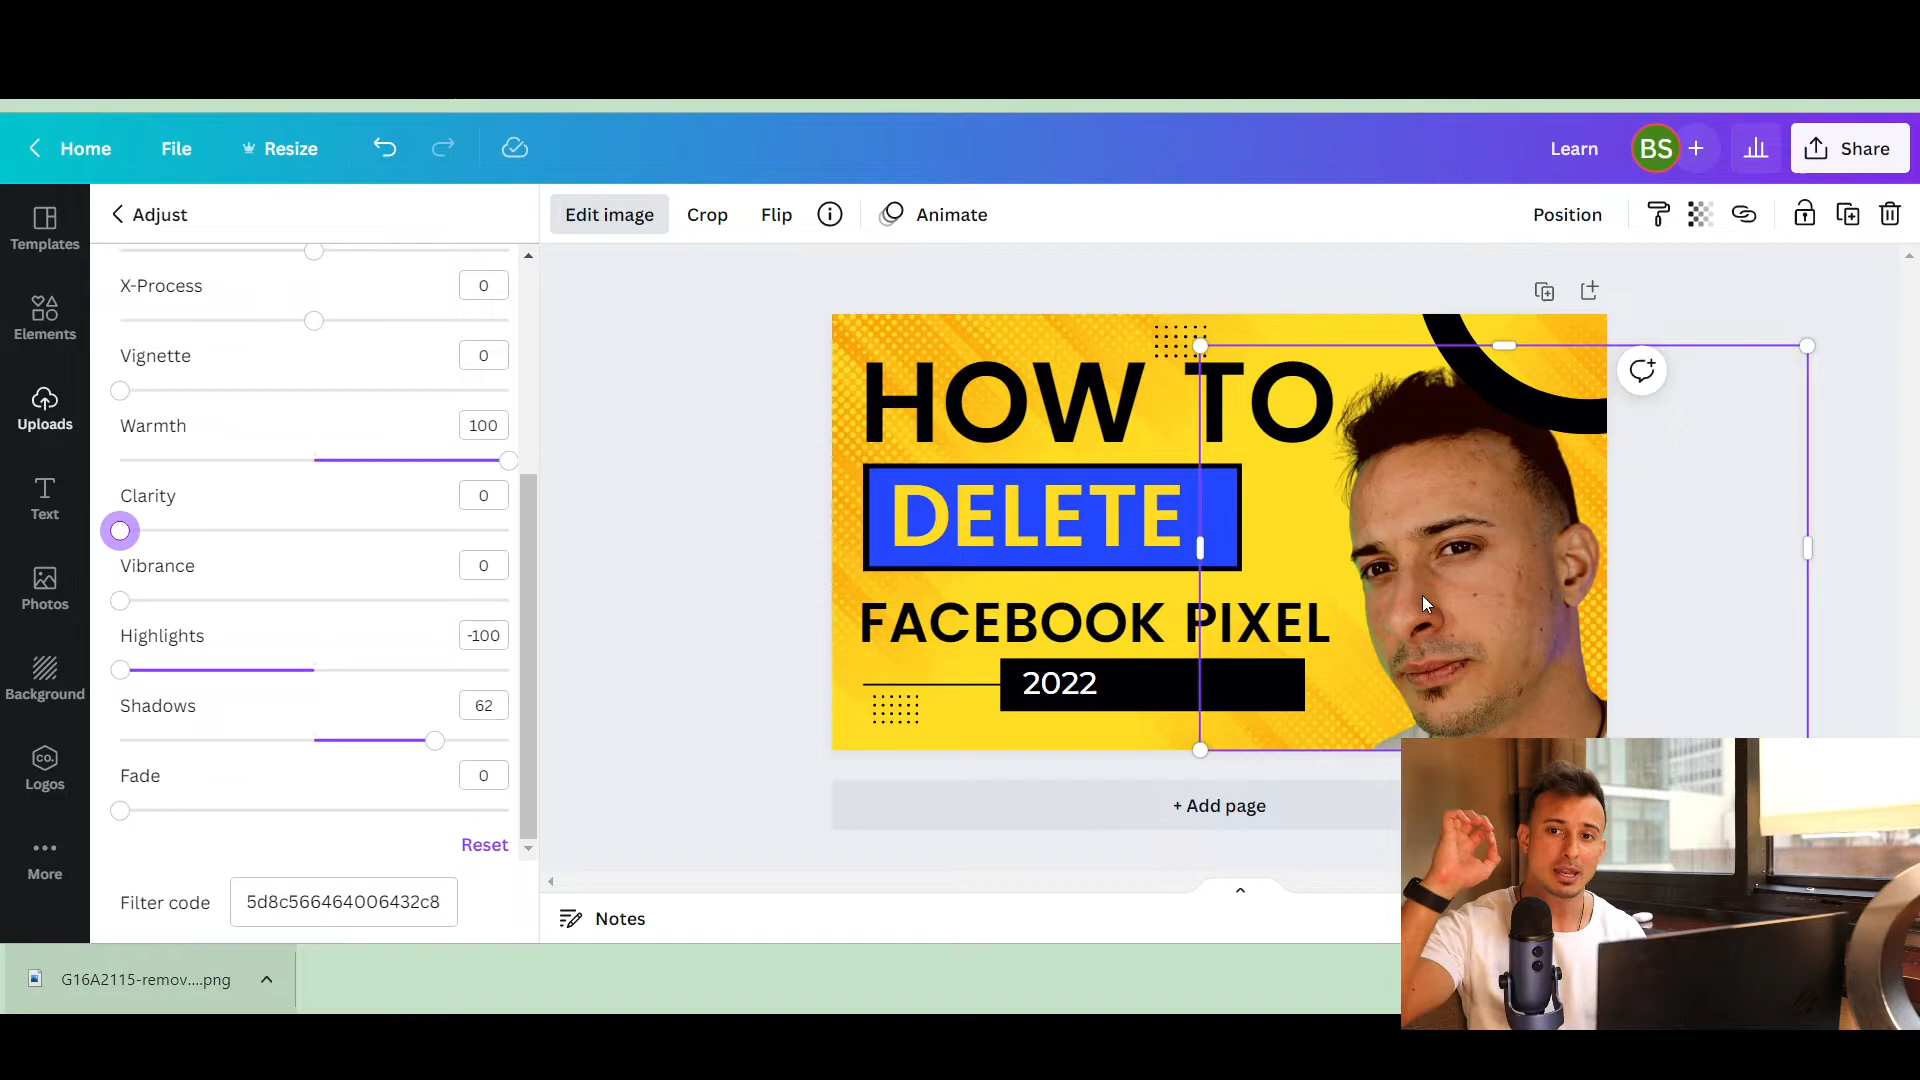 Home
File
Resize
Learn
BS
Share
Templates
Elements
Uploads
Text
Photos
Background
CO.
Logos
More
Adjust
X-Process
0
Vignette
0
Warmth
100
Clarity
0
Vibrance
0
Highlights
-100
Shadows
62
Fade
0
Reset
Filter code
5d8c566464006432c8
Edit image
Crop
Flip
Animate
Position
HOW TO
DELETE
FACEBOOK PIXEL
2022
+ Add page
Notes
G16A2115-remov....png